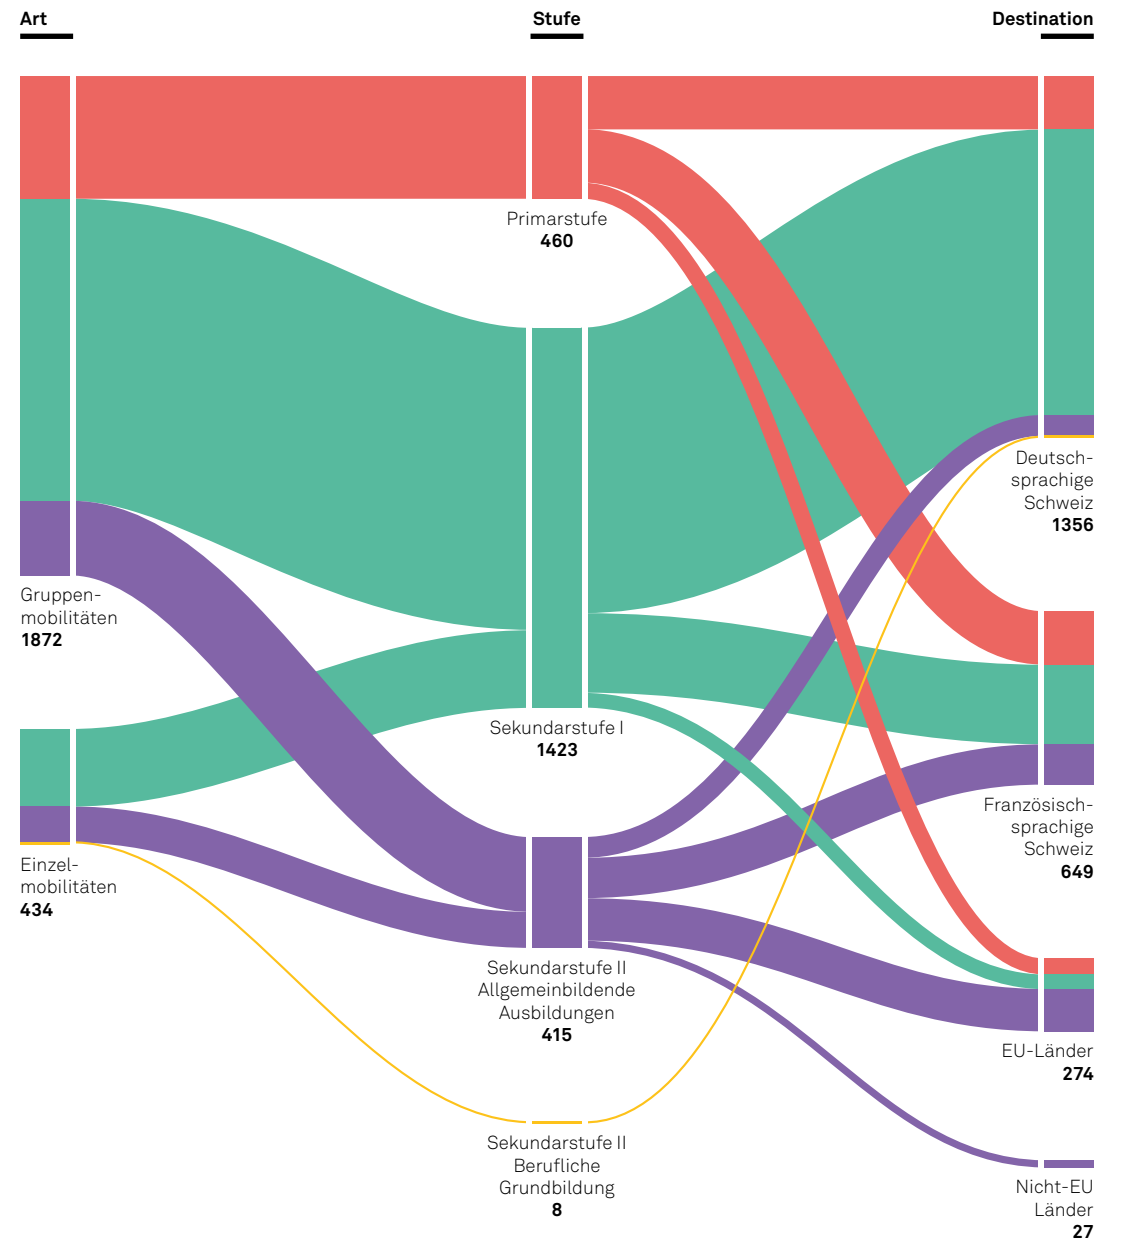 Art
Stufe
Destination
Primarstufe
460
Deutsch-
sprachige
Schweiz
1356
Gruppen-
mobilitäten
1872
Sekundarstufe I
1423
Französisch-
sprachige
Schweiz
649
Einzel-
mobilitäten
434
Sekundarstufe II
Allgemeinbildende
Ausbildungen
415
EU-Länder
274
Sekundarstufe II
Berufliche
Grundbildung
8
Nicht-EU
Länder
27